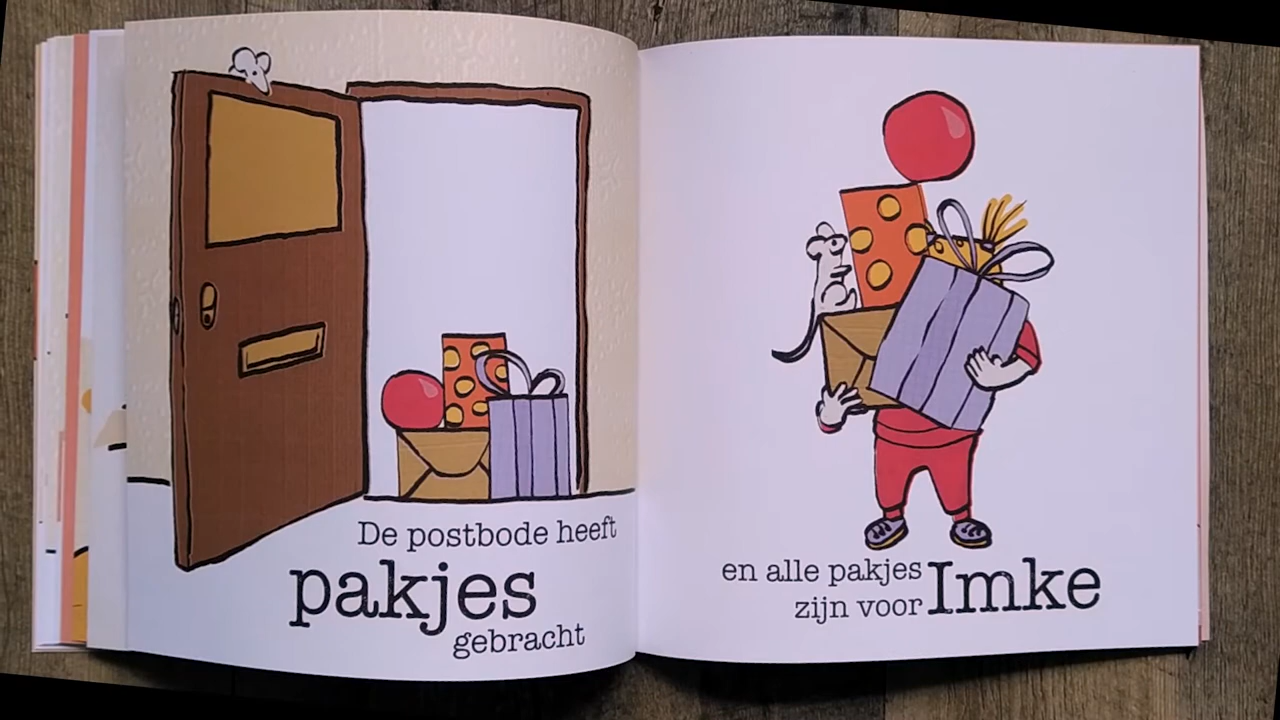 De postbode heeft
pakjes
gebracht
en alle pakjes
zijn voor Imke